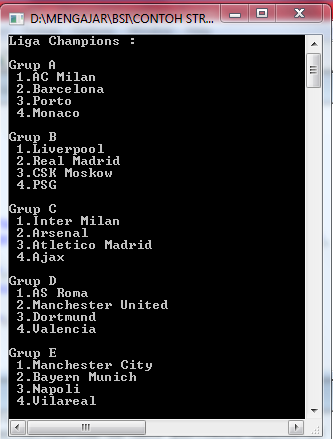 D:\MENGAJAR\BSI\CONTOH STR...
Liga Champions :
Grup A
1.AC Milan
2.Barcelona
3.Porto
4.Monaco
Grup B
1.Liverpool
2.Real Madrid
3.CSK Moskow
4.PSG
Grup C
1.Inter Milan
2.Arsenal
3.Atletico Madrid
4.Ajax
Grup D
1.AS Roma
2.Manchester United
3.Dortmund
4.Valencia
Grup E
1.Manchester City
2.Bayern Munich
3.Napoli
4.Vilareal